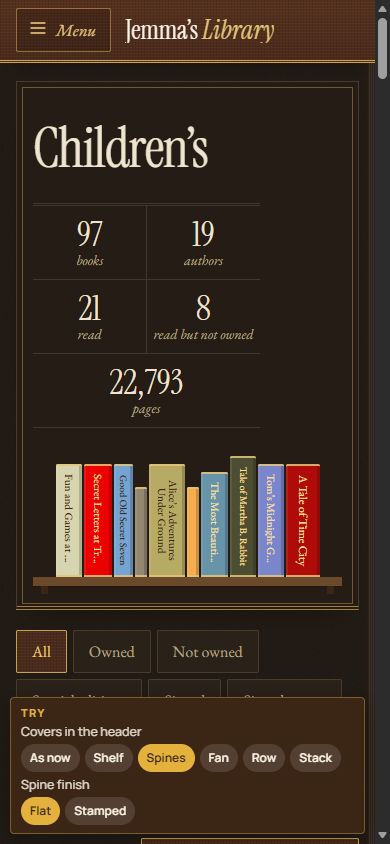 Menu
Jemma's Library
Children's
97
books
19
authors
21
read
8
read but not owned
22,793
pages
Fun and Games at ...
Secret Letters at Tr...
Good Old Secret Seven
Alice's Adventures
Under Ground
The Most Beauti...
Tale of Martha B. Rabbit
Tom's Midnight G...
A Tale of Time City
All
Owned
Not owned
TRY
Covers in the header
As now
Shelf
Spines
Fan
Row
Stack
Spine finish
Flat
Stamped